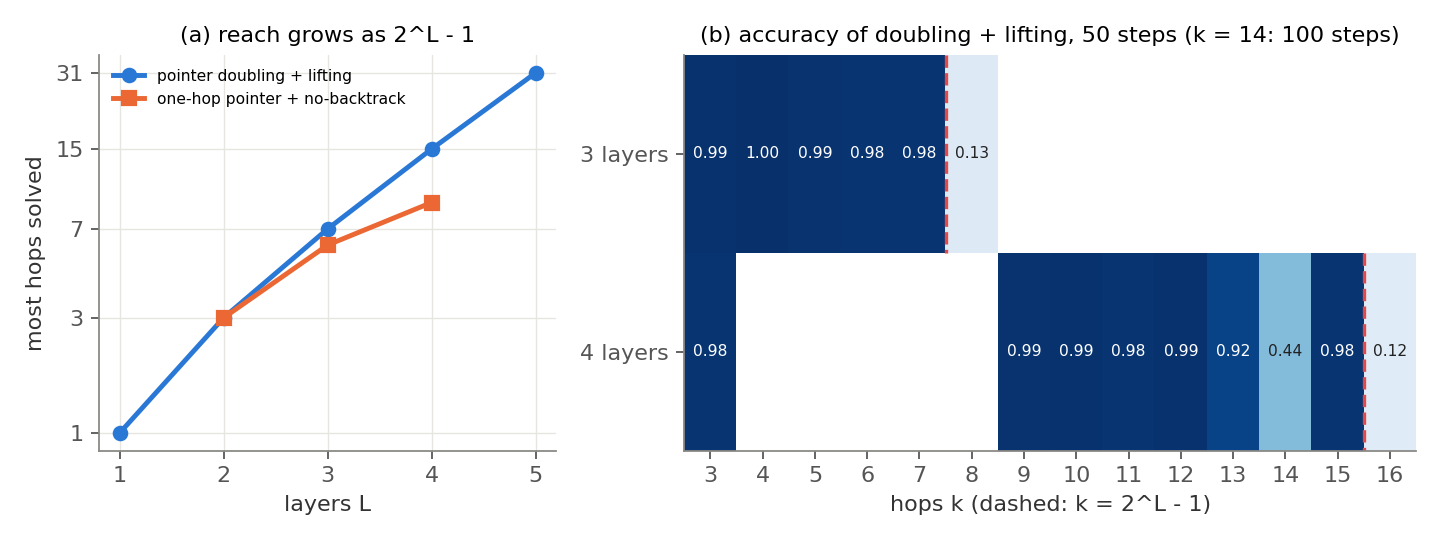 (a) reach grows as 2^L - 1
pointer doubling + lifting
one-hop pointer + no-backtrack
most hops solved
31
15
7
3
1
1 2 3 4 5
layers L
(b) accuracy of doubling + lifting, 50 steps (k = 14: 100 steps)
3 layers
0.99 1.00 0.99 0.98 0.98 0.13
4 layers
0.98 0.99 0.99 0.98 0.99 0.92 0.44 0.98 0.12
3 4 5 6 7 8 9 10 11 12 13 14 15 16
hops k (dashed: k = 2^L - 1)